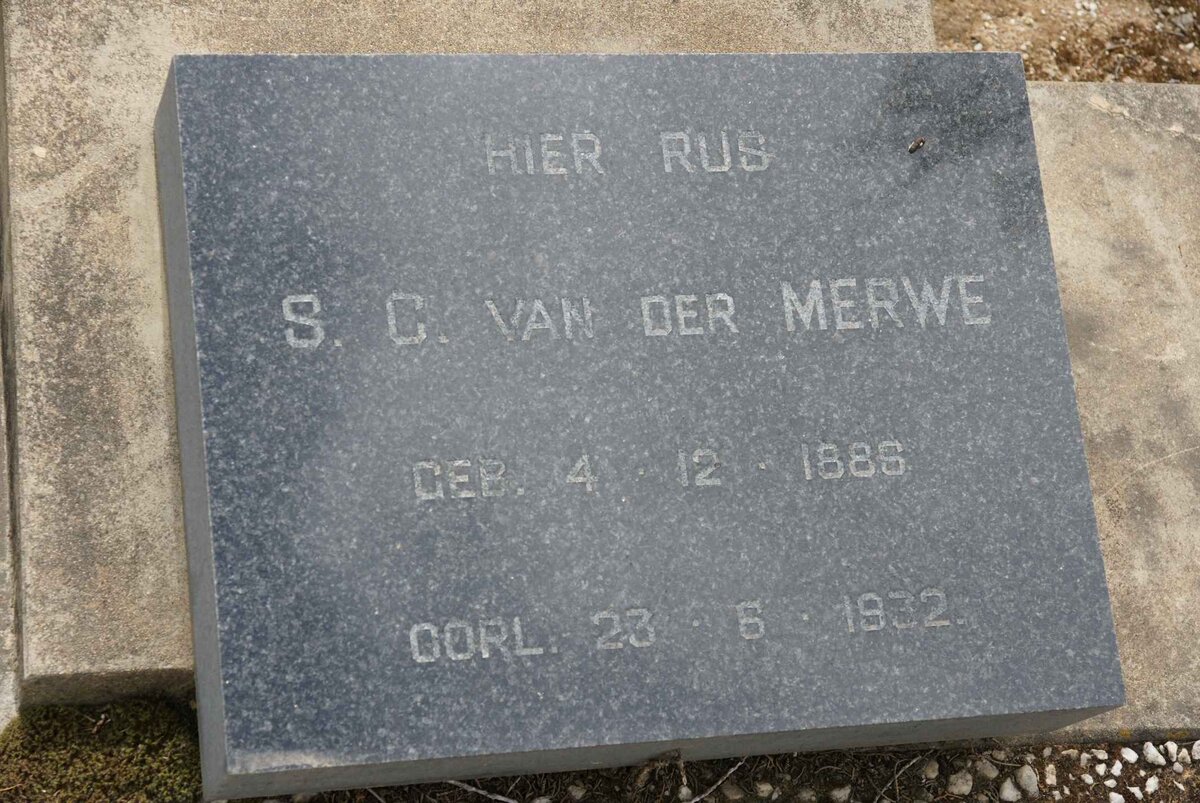 HIER RUS
S. C. VAN DER MERWE
GEB. 4 · 12 · 1886.
OORL. 23 · 6 · 1932.